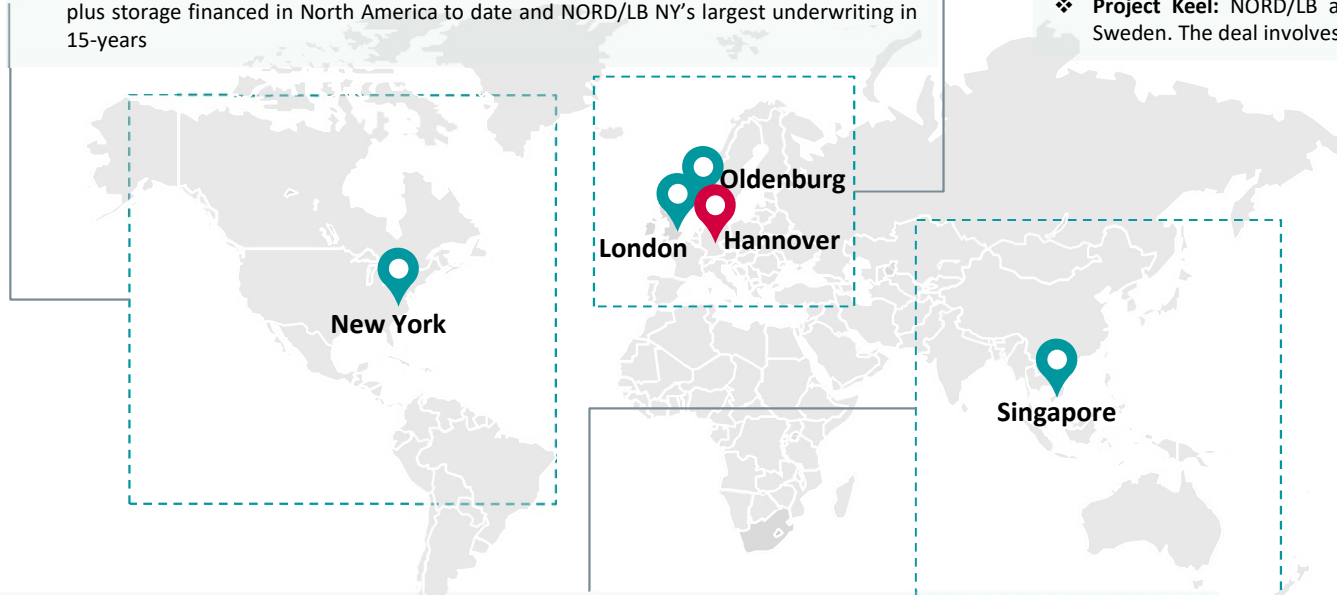 plus storage financed in North America to date and NORD/LB NY's largest underwriting in
15-years
❖ Project Keel: NORD/LB a
Sweden. The deal involves
Oldenburg
London
Hannover
New York
Singapore